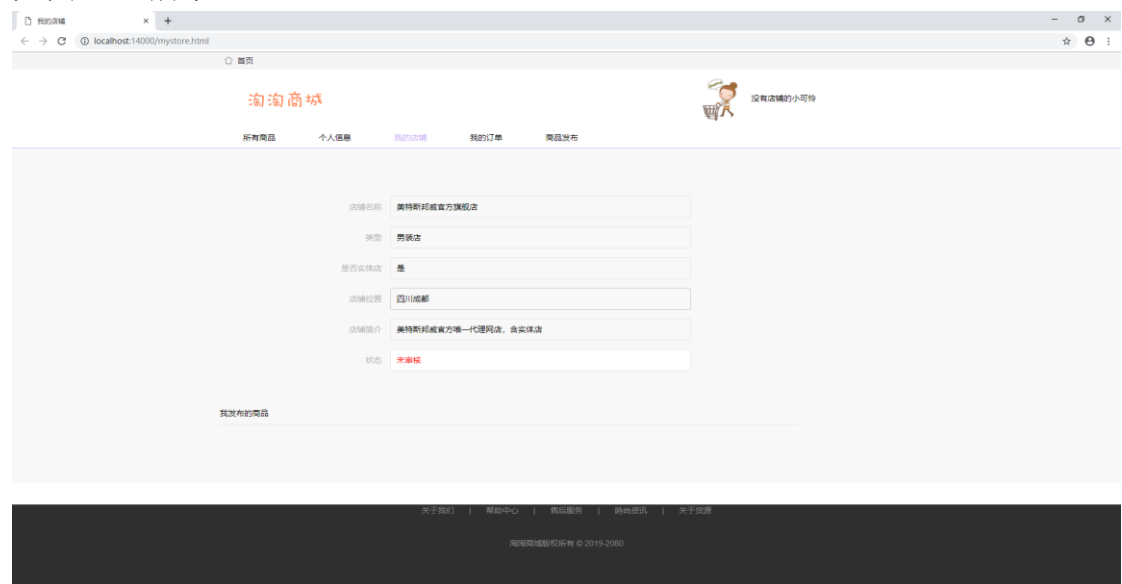 我的店铺
localhost:14000/mystore.html
首页
淘淘商城
没有店铺的小可怜
所有商品 个人信息 我的店铺 我的订单 商品发布
店铺名称 美特斯邦威官方旗舰店
类型 男装店
是否实体店 是
店铺位置 四川成都
店铺简介 美特斯邦威官方唯一代理网店，含实体店
状态 未审核
我发布的商品
关于我们 | 帮助中心 | 售后服务 | 时尚资讯 | 关于货源
淘淘商城版权所有 © 2019-2080